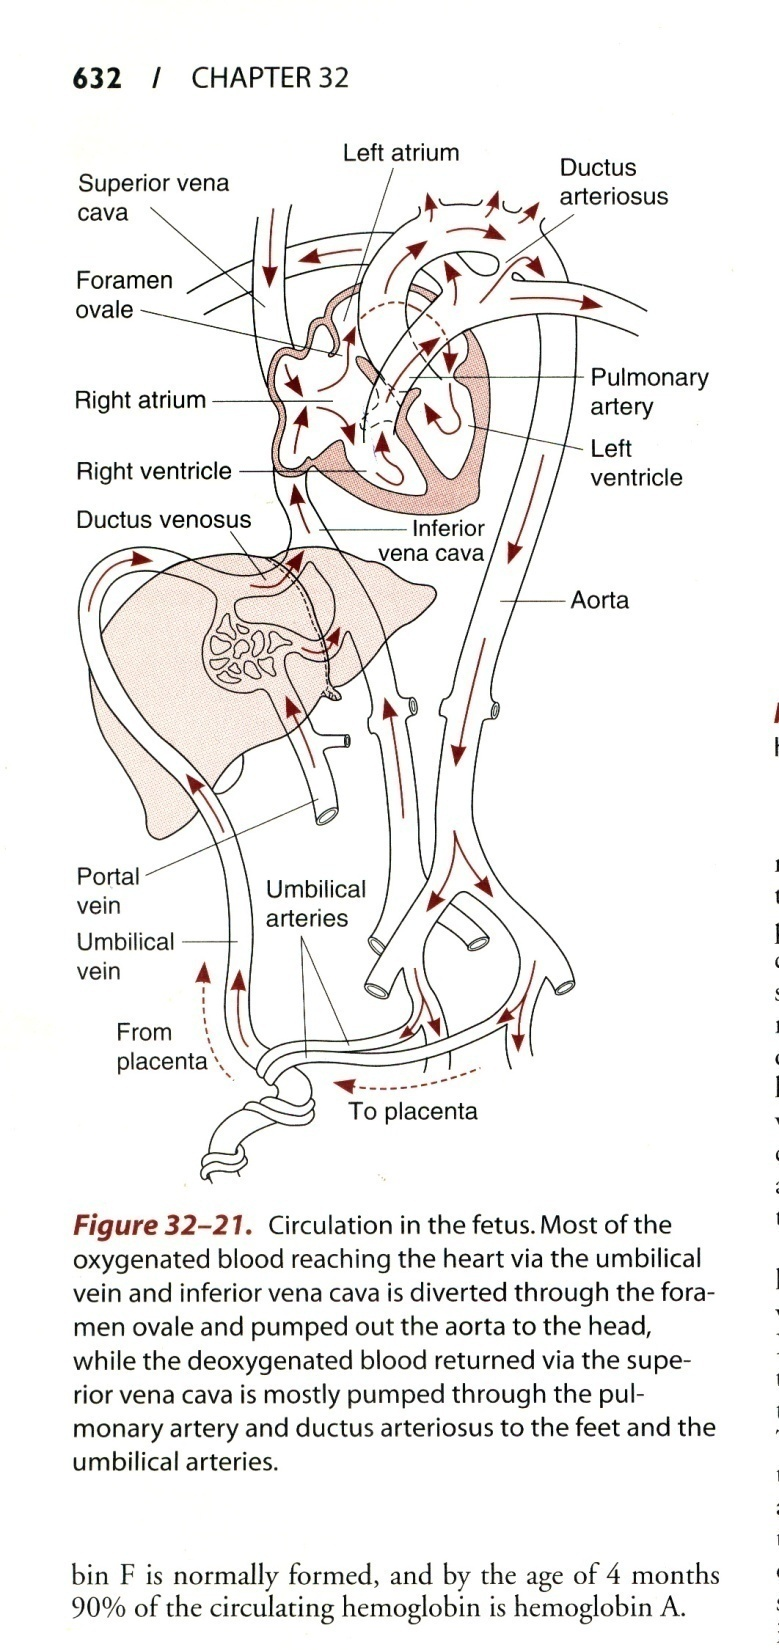 632 / CHAPTER 32
Left atrium
Superior vena
cava
Ductus
arteriosus
Foramen
ovale
Right atrium
Pulmonary
artery
Left
ventricle
Right ventricle
Ductus venosus
Inferior
vena cava
Aorta
Portal
vein
Umbilical
arteries
Umbilical
vein
From
placenta
To placenta
Figure 32–21. Circulation in the fetus. Most of the
oxygenated blood reaching the heart via the umbilical
vein and inferior vena cava is diverted through the fora-
men ovale and pumped out the aorta to the head,
while the deoxygenated blood returned via the supe-
rior vena cava is mostly pumped through the pul-
monary artery and ductus arteriosus to the feet and the
umbilical arteries.
bin F is normally formed, and by the age of 4 months
90% of the circulating hemoglobin is hemoglobin A.